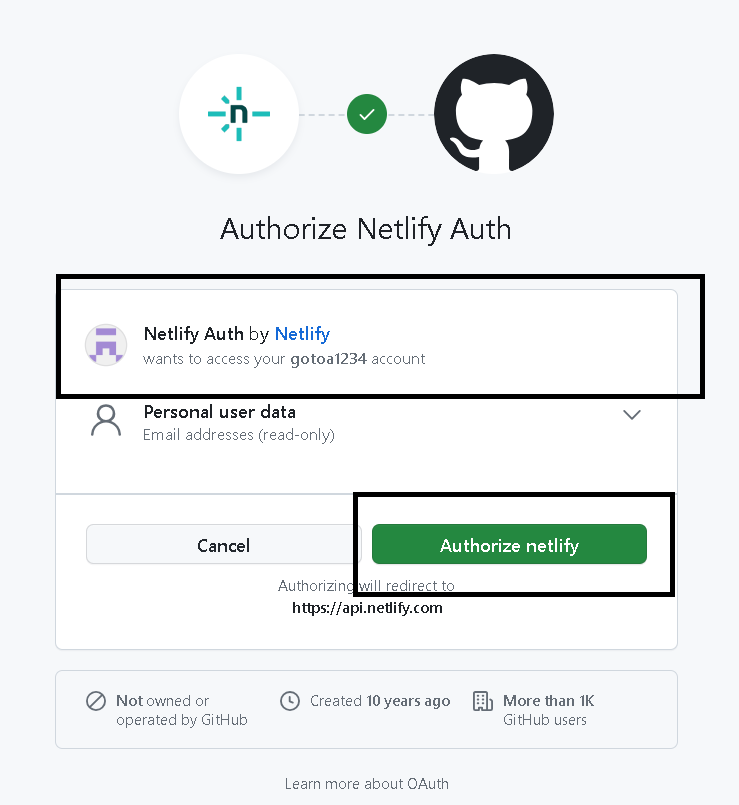 n
Authorize Netlify Auth
Netlify Auth by Netlify
wants to access your gotoa1234 account
Personal user data
Email addresses (read-only)
Cancel
Authorize netlify
Authorizing will redirect to
https://api.netlify.com
Not owned or
operated by GitHub
Created 10 years ago
More than 1K
GitHub users
Learn more about OAuth